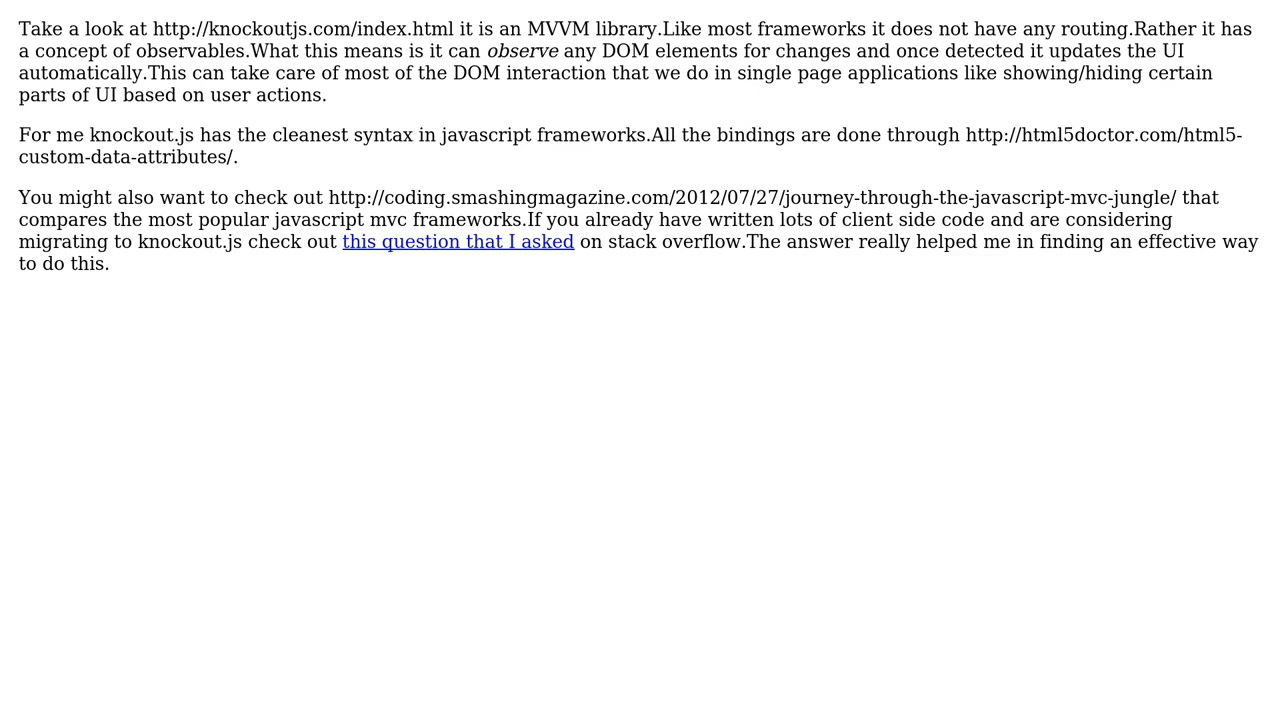 Take a look at http://knockoutjs.com/index.html it is an MVVM library.Like most frameworks it does not have any routing.Rather it has
a concept of observables.What this means is it can observe any DOM elements for changes and once detected it updates the UI
automatically.This can take care of most of the DOM interaction that we do in single page applications like showing/hiding certain
parts of UI based on user actions.
For me knockout.js has the cleanest syntax in javascript frameworks.All the bindings are done through http://html5doctor.com/html5-
custom-data-attributes/.
You might also want to check out http://coding.smashingmagazine.com/2012/07/27/journey-through-the-javascript-mvc-jungle/ that
compares the most popular javascript mvc frameworks.If you already have written lots of client side code and are considering
migrating to knockout.js check out this question that I asked on stack overflow.The answer really helped me in finding an effective way
to do this.